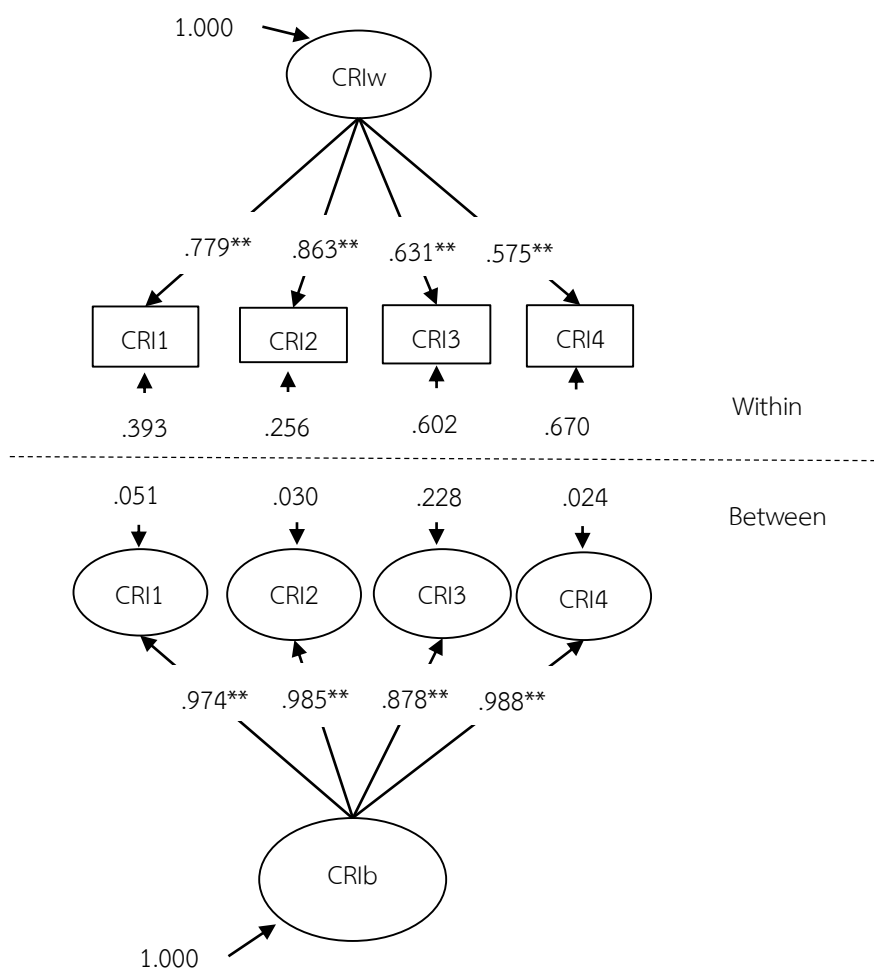 1.000
CRIw
.779** .863** .631** .575**
CRI1 CRI2 CRI3 CRI4
Within
.393 .256 .602 .670
.051 .030 .228 .024
Between
CRI1 CRI2 CRI3 CRI4
.974** .985** .878** .988**
CRIb
1.000